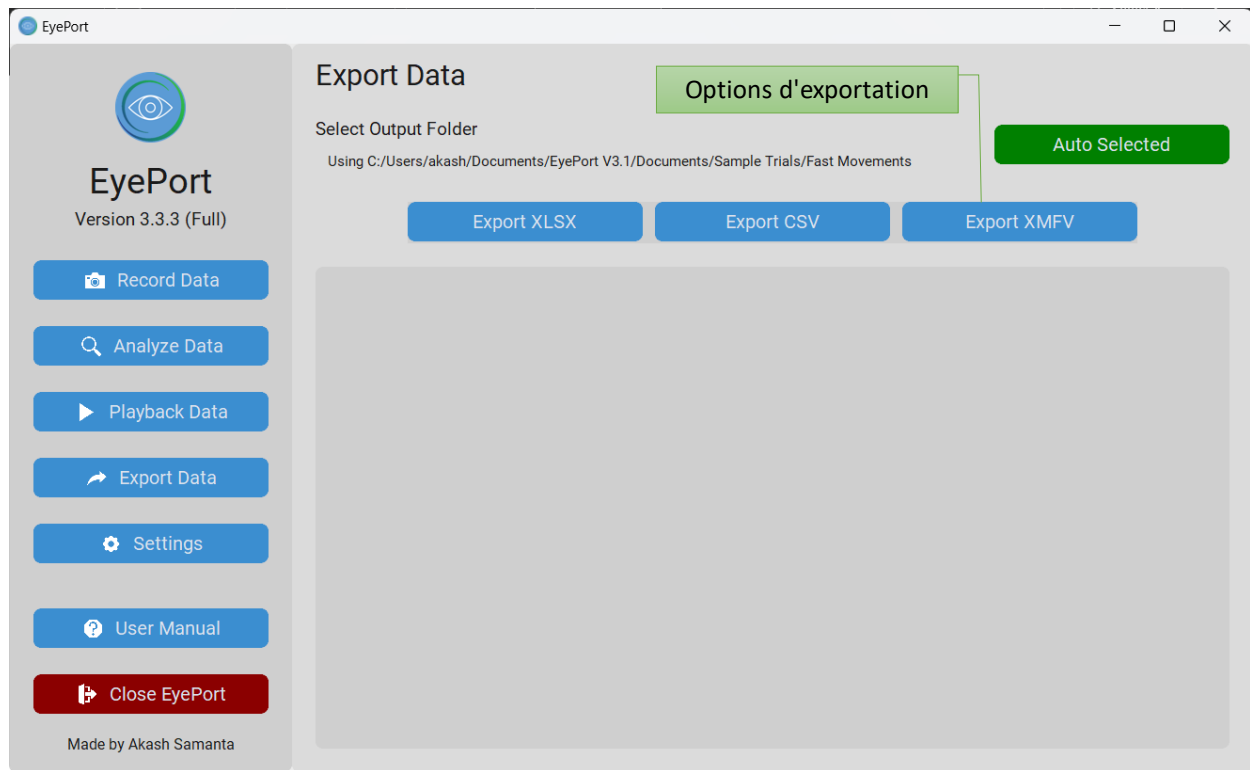 EyePort
EyePort
Version 3.3.3 (Full)
Record Data
Analyze Data
Playback Data
Export Data
Settings
User Manual
Close EyePort
Made by Akash Samanta
Export Data
Options d'exportation
Select Output Folder
Using C:/Users/akash/Documents/EyePort V3.1/Documents/Sample Trials/Fast Movements
Auto Selected
Export XLSX
Export CSV
Export XMFV